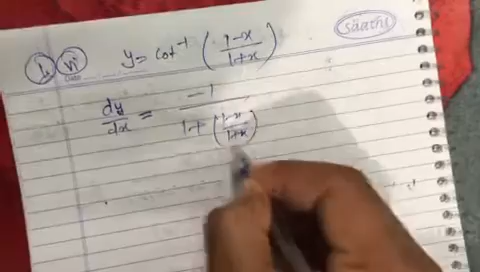 1. vi y = cot⁻¹ (1-x/1+x)
Saathi
dy/dx = -1/1+(1-x/1+x)